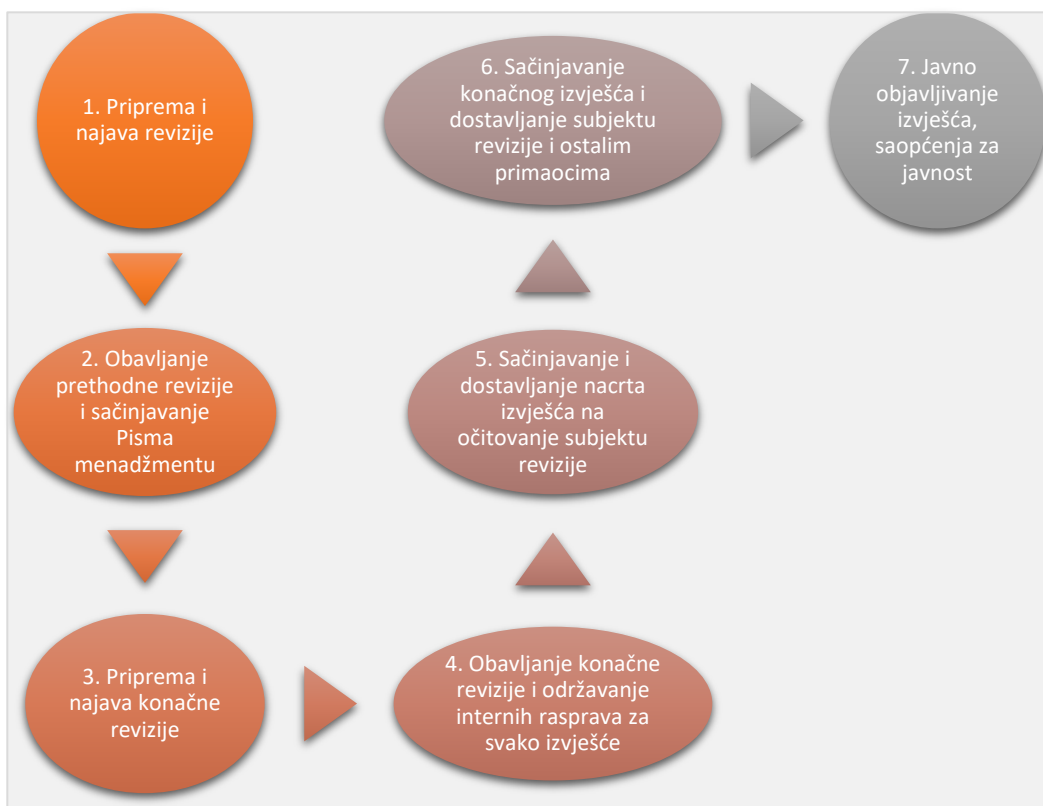 1. Priprema i
najava revizije
2. Obavljanje
prethodne revizije
i sačinjavanje
Pisma
menadžmentu
3. Priprema i
najava konačne
revizije
4. Obavljanje konačne
revizije i održavanje
internih rasprava za
svako izvješće
5. Sačinjavanje i
dostavljanje nacrta
izvješća na
očitovanje subjektu
revizije
6. Sačinjavanje
konačnog izvješća i
dostavljanje subjektu
revizije i ostalim
primaocima
7. Javno
objavljivanje
izvješća,
saopćenja za
javnost